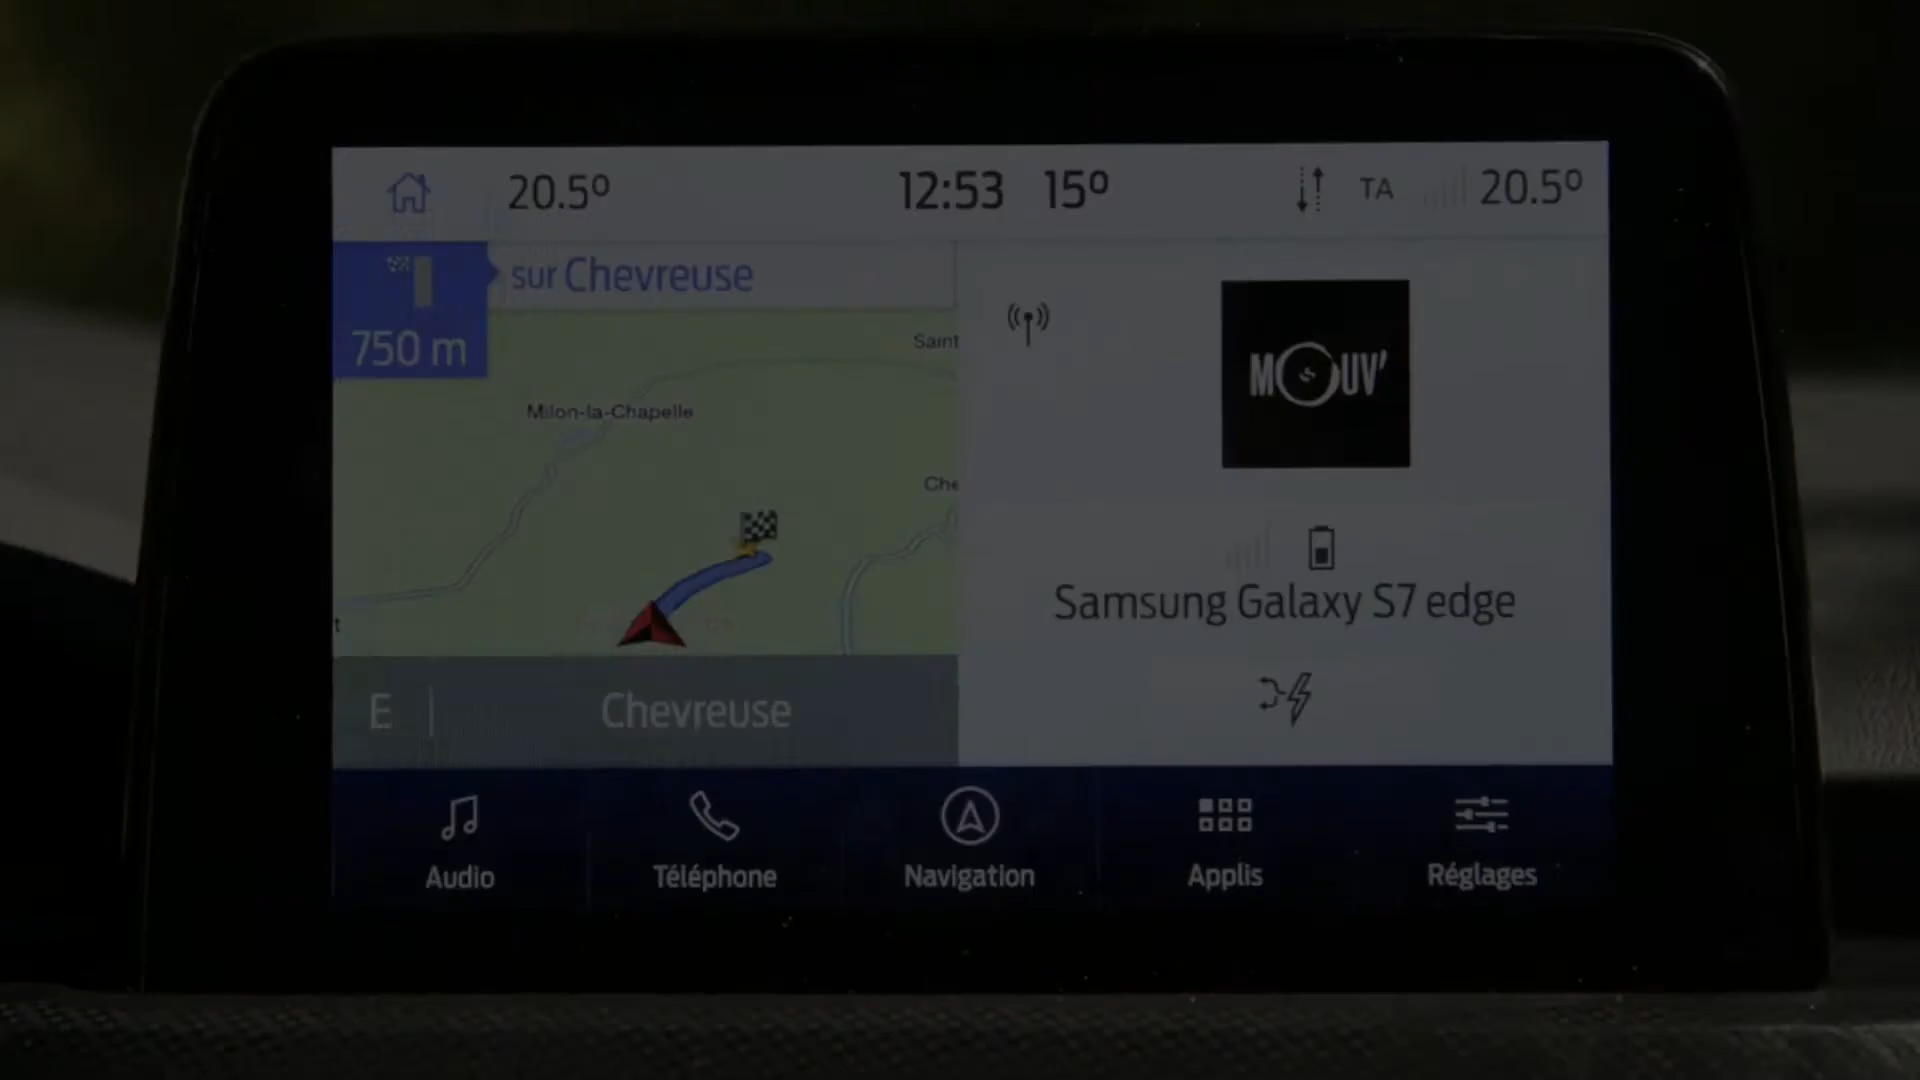 20.5° 12:53 15° TA 20.5°
sur Chevreuse
750 m
Saint
Milon-la-Chapelle
Che
t
E Chevreuse
MOUV'
Samsung Galaxy S7 edge
Audio Téléphone Navigation Applis Réglages